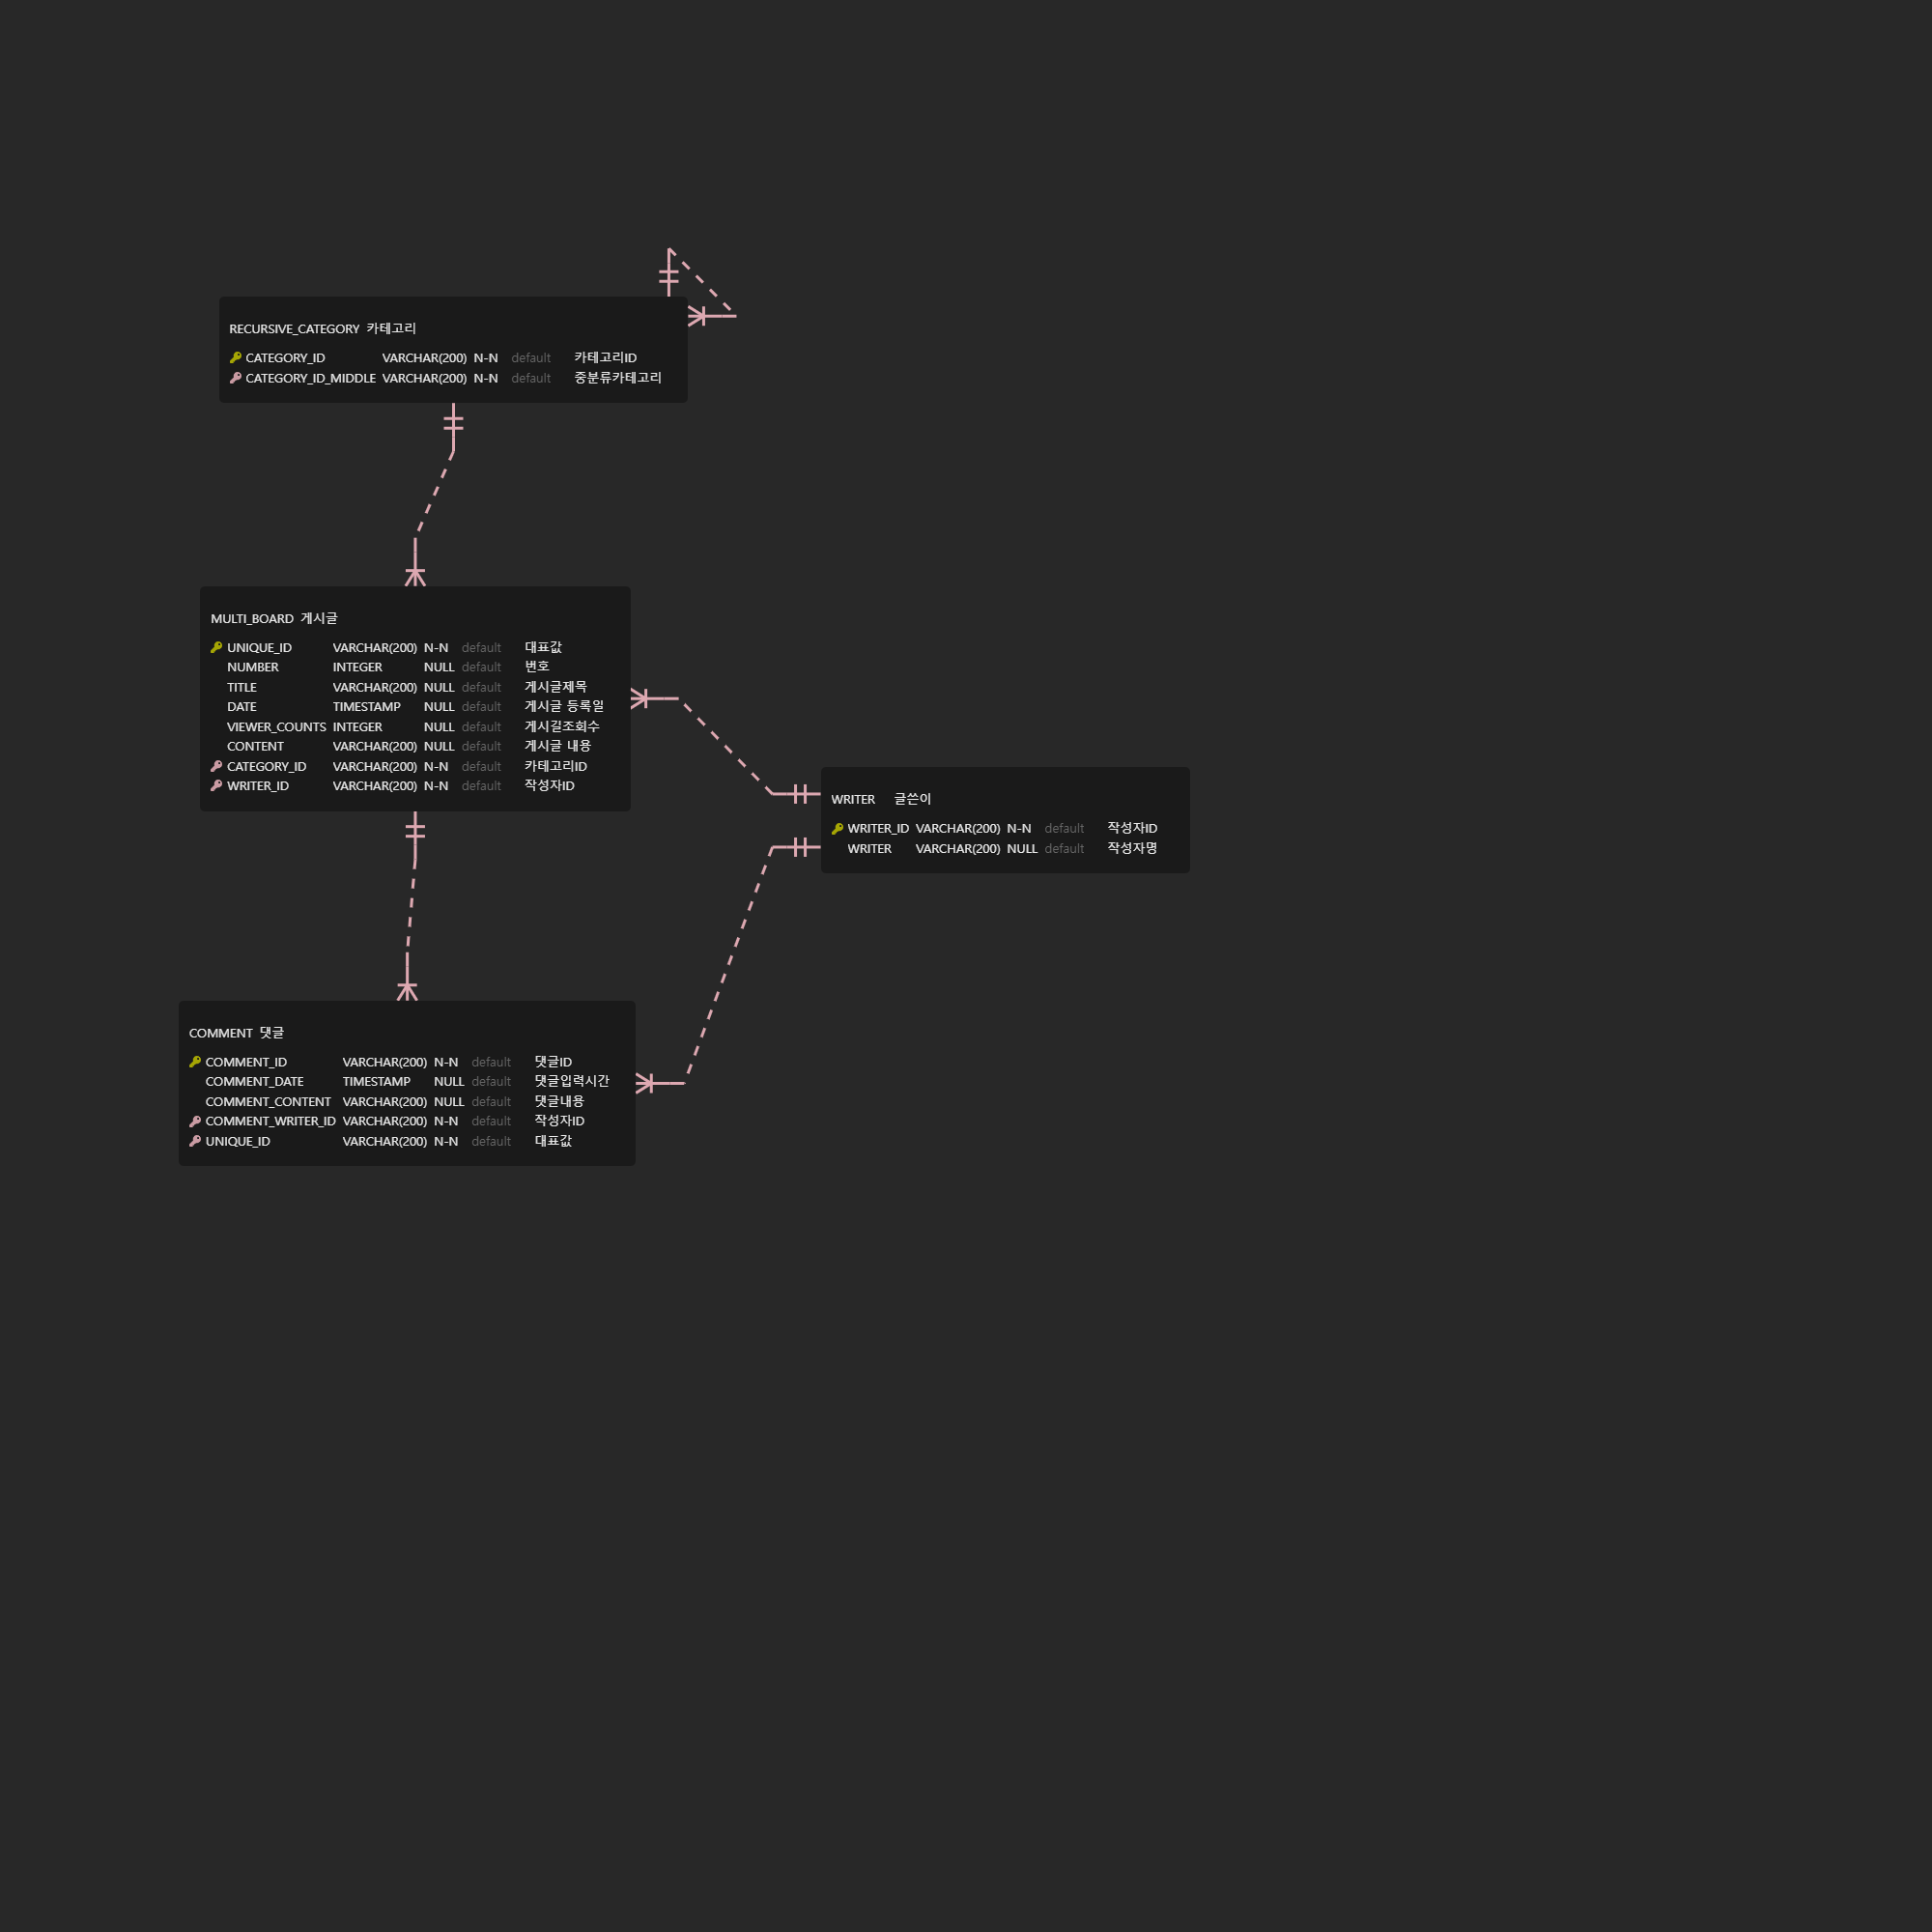 RECURSIVE_CATEGORY 카테고리
CATEGORY_ID VARCHAR(200) N-N default 카테고리ID
CATEGORY_ID_MIDDLE VARCHAR(200) N-N default 중분류카테고리
MULTI_BOARD 게시글
UNIQUE_ID VARCHAR(200) N-N default 대표값
NUMBER INTEGER NULL default 번호
TITLE VARCHAR(200) NULL default 게시글제목
DATE TIMESTAMP NULL default 게시글 등록일
VIEWER_COUNTS INTEGER NULL default 게시길조회수
CONTENT VARCHAR(200) NULL default 게시글 내용
CATEGORY_ID VARCHAR(200) N-N default 카테고리ID
WRITER_ID VARCHAR(200) N-N default 작성자ID
WRITER 글쓴이
WRITER_ID VARCHAR(200) N-N default 작성자ID
WRITER VARCHAR(200) NULL default 작성자명
COMMENT 댓글
COMMENT_ID VARCHAR(200) N-N default 댓글ID
COMMENT_DATE TIMESTAMP NULL default 댓글입력시간
COMMENT_CONTENT VARCHAR(200) NULL default 댓글내용
COMMENT_WRITER_ID VARCHAR(200) N-N default 작성자ID
UNIQUE_ID VARCHAR(200) N-N default 대표값